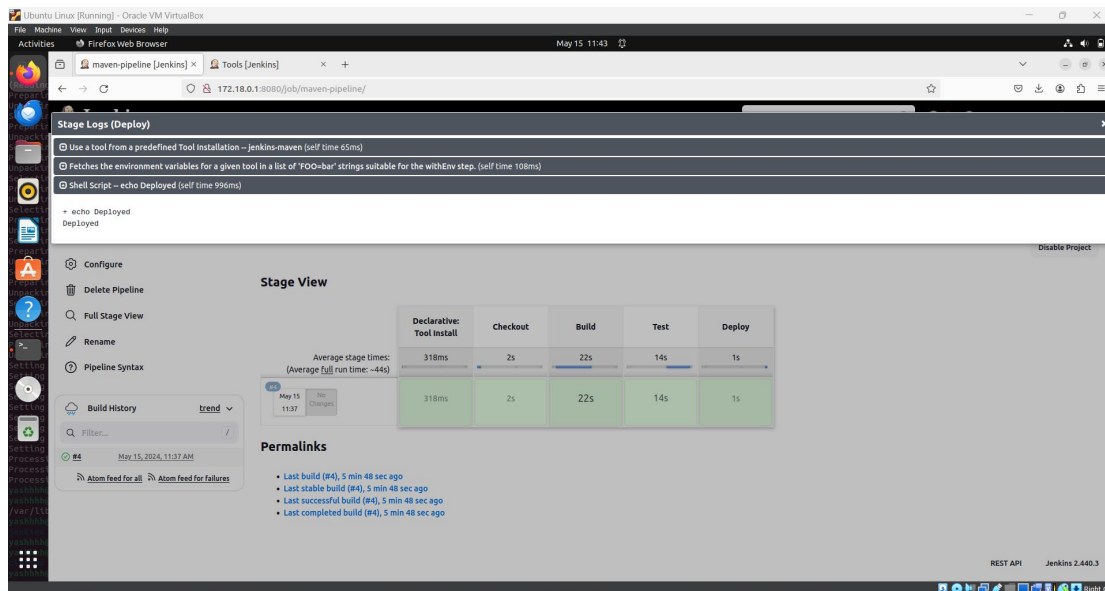 Ubuntu Linux [Running] - Oracle VM VirtualBox
File Machine View Input Devices Help
Activities Firefox Web Browser May 15 11:43
maven-pipeline [Jenkins] × Tools [Jenkins] × +
172.18.0.1:8080/job/maven-pipeline/
Stage Logs (Deploy)
Use a tool from a predefined Tool Installation -- jenkins-maven (self time 65ms)
Fetches the environment variables for a given tool in a list of 'FOO=bar' strings suitable for the withEnv step. (self time 108ms)
Shell Script -- echo Deployed (self time 996ms)
+ echo Deployed
Deployed
Disable Project
Configure
Delete Pipeline
Full Stage View
Rename
Pipeline Syntax
Build History trend
Filter... /
#4 May 15, 2024, 11:37 AM
Atom feed for all Atom feed for failures
Stage View
Declarative: Tool Install Checkout Build Test Deploy
Average stage times: 318ms 2s 22s 14s 1s
(Average full run time: ~44s)
#4
May 15 No
11:37 Changes
318ms 2s 22s 14s 1s
Permalinks
Last build (#4), 5 min 48 sec ago
Last stable build (#4), 5 min 48 sec ago
Last successful build (#4), 5 min 48 sec ago
Last completed build (#4), 5 min 48 sec ago
REST API Jenkins 2.440.3